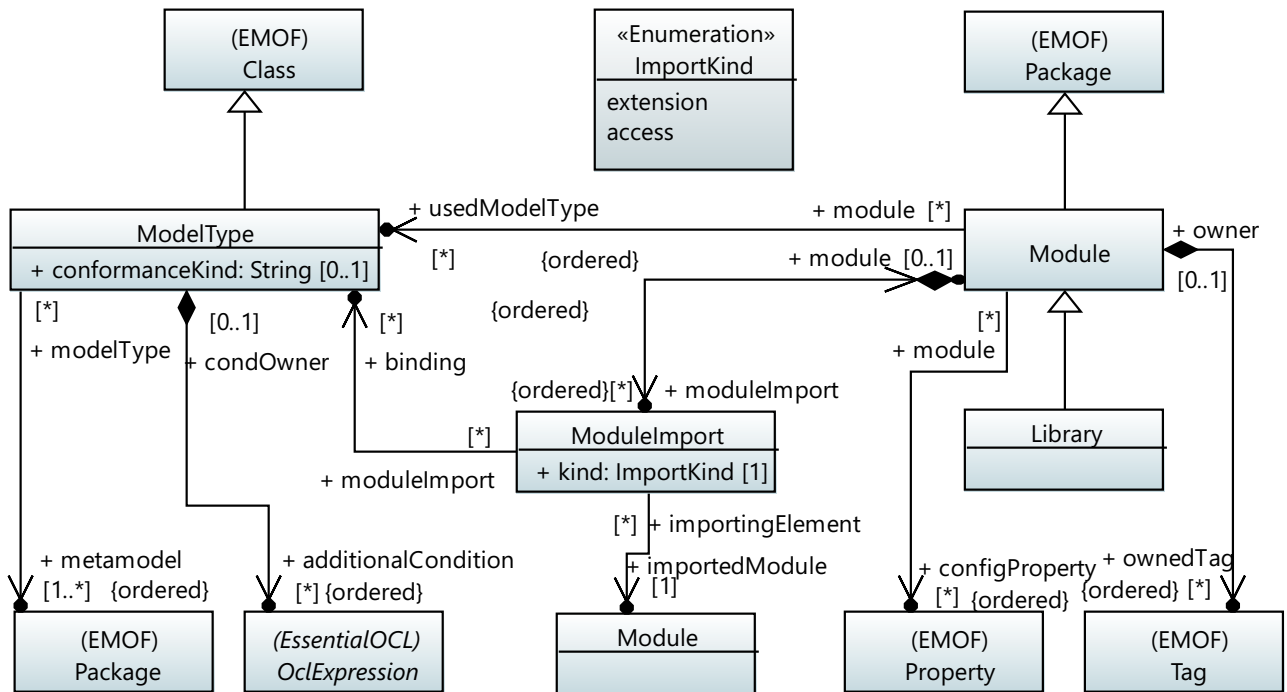 (EMOF)
Class
«Enumeration»
ImportKind
extension
access
(EMOF)
Package
+ usedModelType
+ module [*]
+ owner
ModelType
+ conformanceKind: String [0..1]
[*]
{ordered}
+ module [0..1]
Module
[0..1]
[*]
[0..1]
[*]
{ordered}
[*]
+ modelType
+ condOwner
+ binding
+ module
{ordered}[*]
+ moduleImport
[*]
ModuleImport
+ kind: ImportKind [1]
Library
+ moduleImport
[*]
+ importingElement
+ metamodel
[1..*] {ordered}
+ additionalCondition
[*] {ordered}
+ importedModule
[1]
+ configProperty
[*] {ordered}
+ ownedTag
{ordered} [*]
(EMOF)
Package
(EssentialOCL)
OclExpression
Module
(EMOF)
Property
(EMOF)
Tag